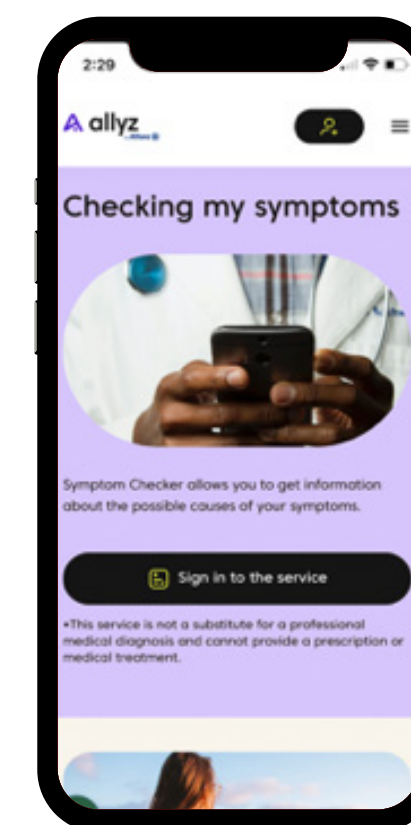 2:29
allyz
Checking my symptoms
Symptom Checker allows you to get information
about the possible causes of your symptoms.
Sign in to the service
*This service is not a substitute for a professional
medical diagnosis and cannot provide a prescription or
medical treatment.